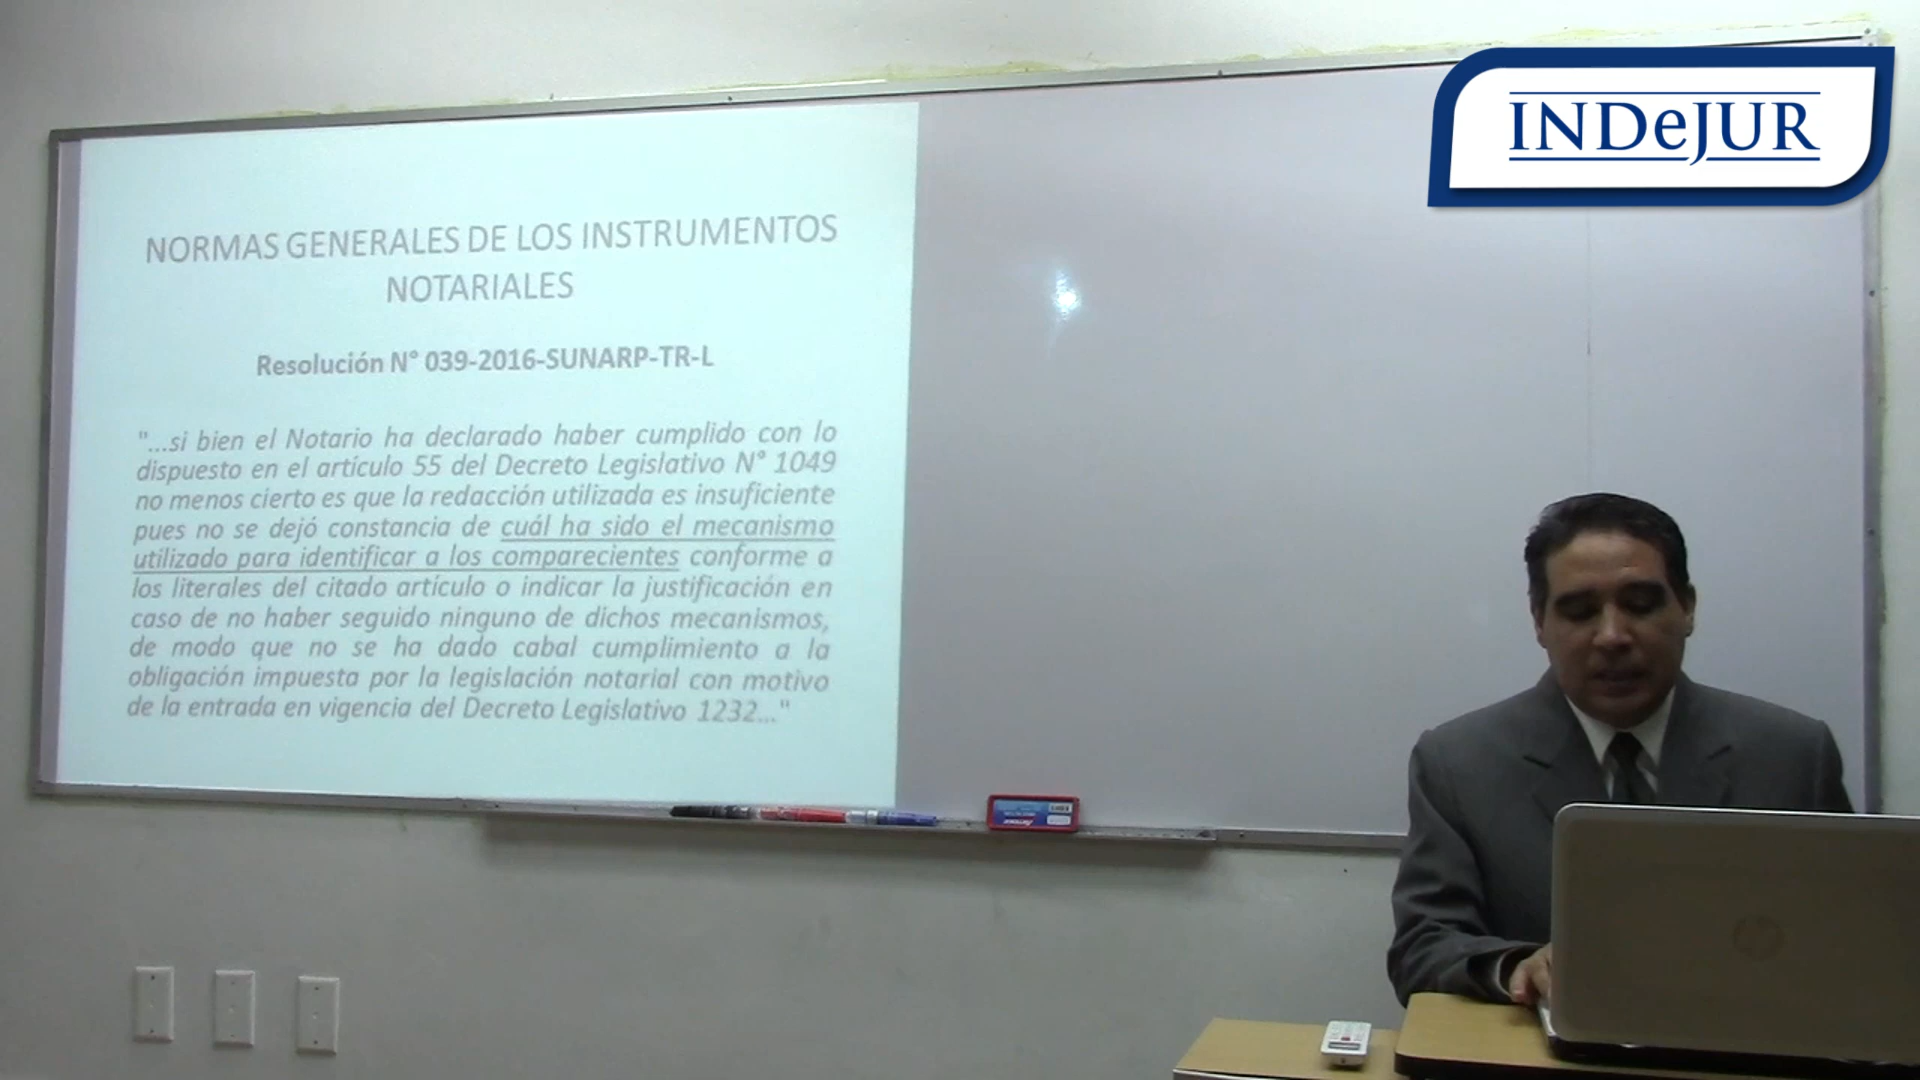 INDeJUR
NORMAS GENERALES DE LOS INSTRUMENTOS
NOTARIALES
Resolución N° 039-2016-SUNARP-TR-L
"...si bien el Notario ha declarado haber cumplido con lo
dispuesto en el artículo 55 del Decreto Legislativo N° 1049
no menos cierto es que la redacción utilizada es insuficiente
pues no se dejó constancia de cuál ha sido el mecanismo
utilizado para identificar a los comparecientes conforme a
los literales del citado artículo o indicar la justificación en
caso de no haber seguido ninguno de dichos mecanismos,
de modo que no se ha dado cabal cumplimiento a la
obligación impuesta por la legislación notarial con motivo
de la entrada en vigencia del Decreto Legislativo 1232..."
hp